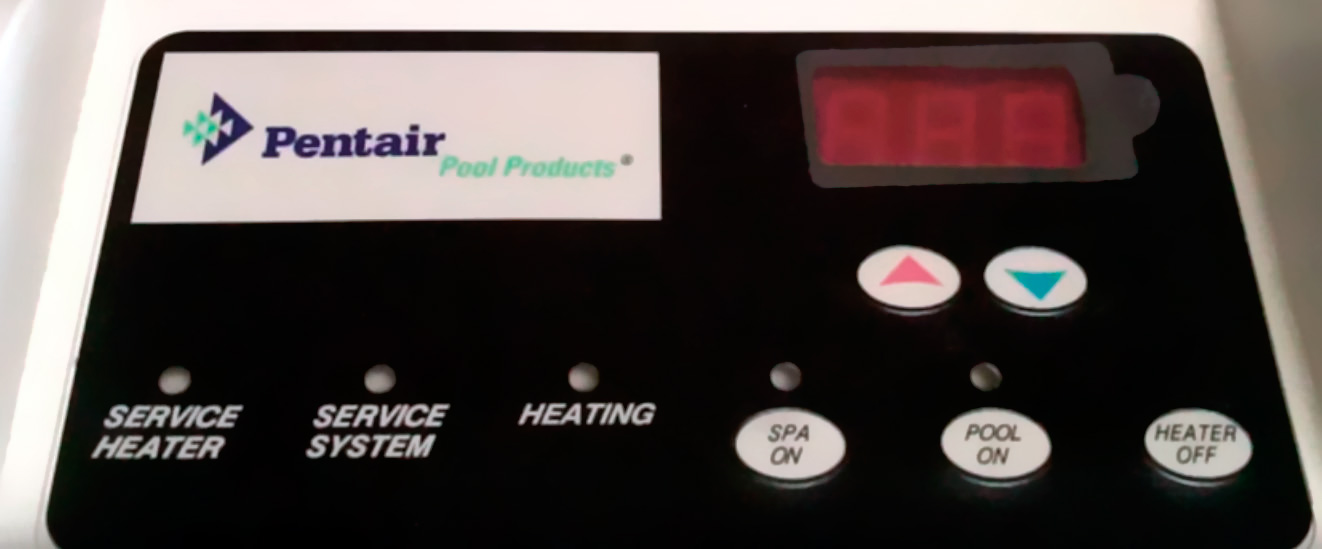 Pentair
Pool Products®
SERVICE
HEATER
SERVICE
SYSTEM
HEATING
SPA
ON
POOL
ON
HEATER
OFF